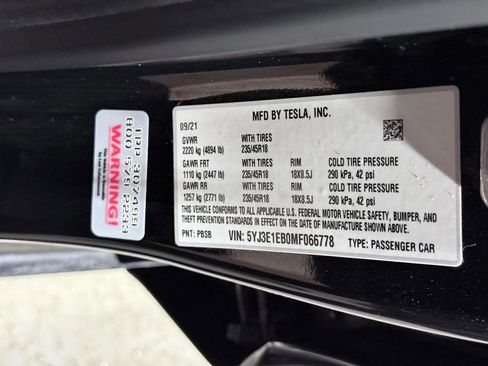 MFD BY TESLA, INC.
09/21
GVWR WITH TIRES
2220 kg (4894 lb) 235/45R18
GAWR FRT WITH TIRES RIM COLD TIRE PRESSURE
1110 kg (2447 lb) 235/45R18 18X8.5J 290 kPa, 42 psi
GAWR RR WITH TIRES RIM COLD TIRE PRESSURE
1257 kg (2771 lb) 235/45R18 18X8.5J 290 kPa, 42 psi
THIS VEHICLE CONFORMS TO ALL APPLICABLE U.S. FEDERAL MOTOR VEHICLE SAFETY, BUMPER, AND
THEFT PREVENTION STANDARDS IN EFFECT ON THE DATE OF MANUFACTURE SHOWN ABOVE.
PNT: PBSB VIN: 5YJ3E1EB0MF066778 TYPE: PASSENGER CAR
WARNING!
800 579 2233